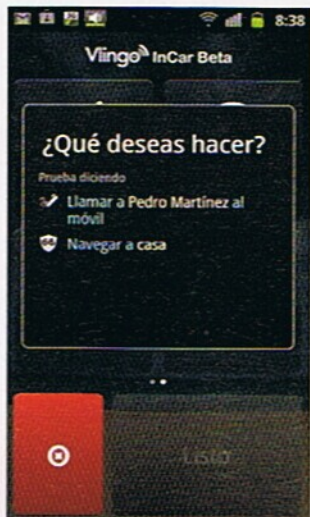 8:38
Vlingo InCar Beta
¿Qué deseas hacer?
Prueba diciendo
Llamar a Pedro Martínez al
móvil
Navegar a casa
Listo